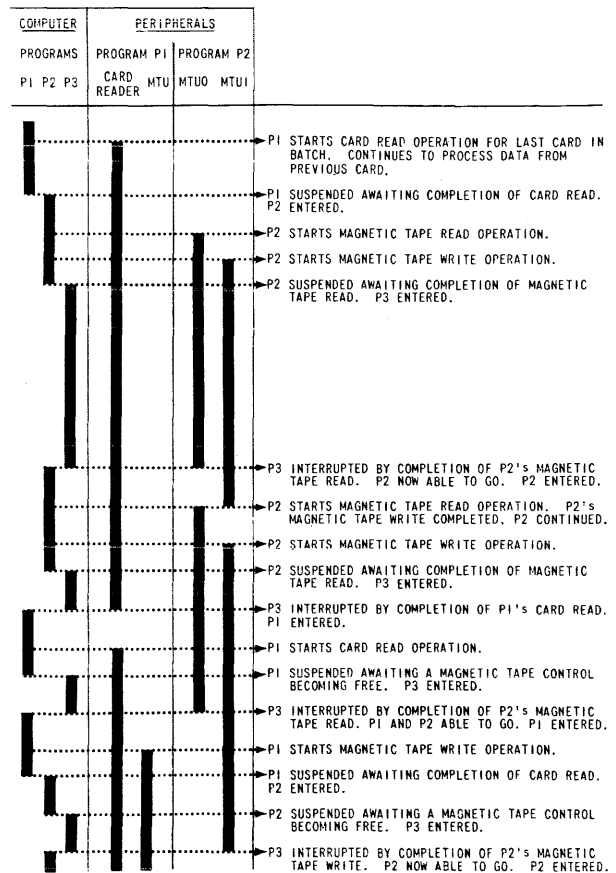 COMPUTER PERIPHERALS
PROGRAMS PROGRAM P1 PROGRAM P2
P1 P2 P3 CARD READER MTU MTU0 MTU1
P1 STARTS CARD READ OPERATION FOR LAST CARD IN
BATCH. CONTINUES TO PROCESS DATA FROM
PREVIOUS CARD.
P1 SUSPENDED AWAITING COMPLETION OF CARD READ.
P2 ENTERED.
P2 STARTS MAGNETIC TAPE READ OPERATION.
P2 STARTS MAGNETIC TAPE WRITE OPERATION.
P2 SUSPENDED AWAITING COMPLETION OF MAGNETIC
TAPE READ. P3 ENTERED.
P3 INTERRUPTED BY COMPLETION OF P2's MAGNETIC
TAPE READ. P2 NOW ABLE TO GO. P2 ENTERED.
P2 STARTS MAGNETIC TAPE READ OPERATION. P2's
MAGNETIC TAPE WRITE COMPLETED, P2 CONTINUED.
P2 STARTS MAGNETIC TAPE WRITE OPERATION.
P2 SUSPENDED AWAITING COMPLETION OF MAGNETIC
TAPE READ. P3 ENTERED.
P3 INTERRUPTED BY COMPLETION OF P1's CARD READ.
P1 ENTERED.
P1 STARTS CARD READ OPERATION.
P1 SUSPENDED AWAITING A MAGNETIC TAPE CONTROL
BECOMING FREE. P3 ENTERED.
P3 INTERRUPTED BY COMPLETION OF P2's MAGNETIC
TAPE READ. P1 AND P2 ABLE TO GO. P1 ENTERED.
P1 STARTS MAGNETIC TAPE WRITE OPERATION.
P1 SUSPENDED AWAITING COMPLETION OF CARD READ.
P2 ENTERED.
P2 SUSPENDED AWAITING A MAGNETIC TAPE CONTROL
BECOMING FREE. P3 ENTERED.
P3 INTERRUPTED BY COMPLETION OF P2's MAGNETIC
TAPE WRITE. P2 NOW ABLE TO GO. P2 ENTERED.